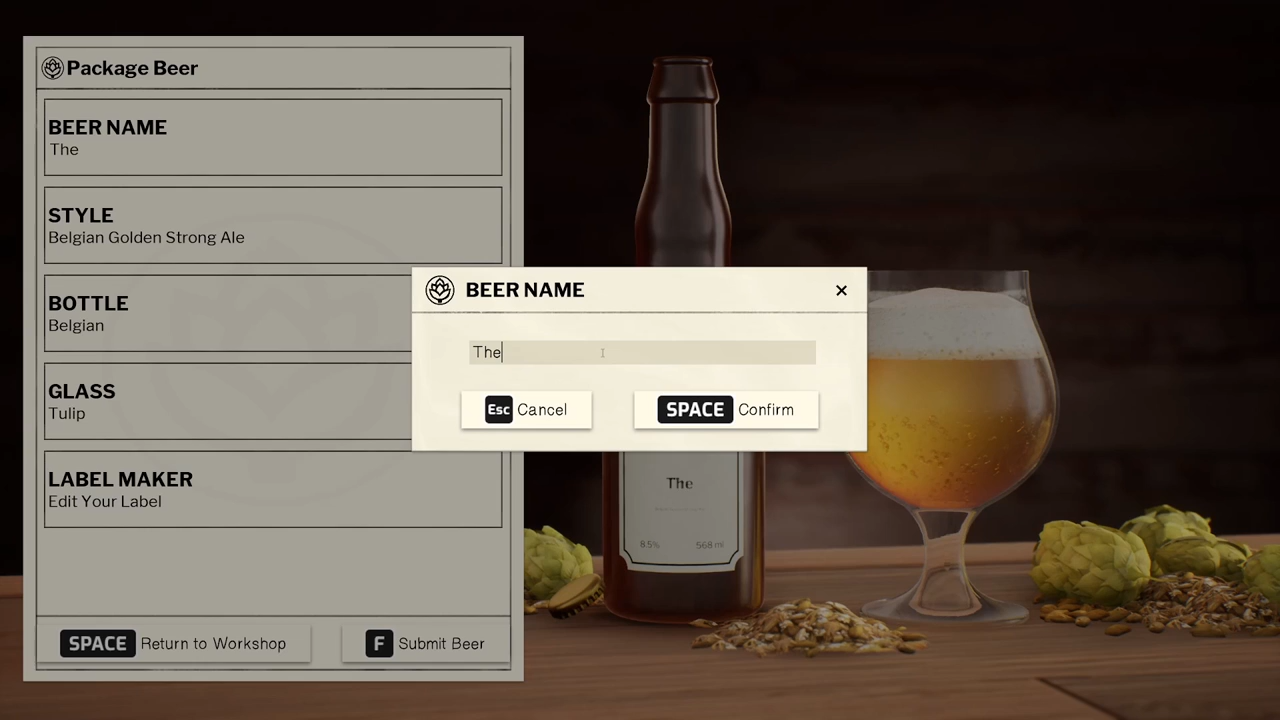 Package Beer
BEER NAME
The
STYLE
Belgian Golden Strong Ale
BOTTLE
Belgian
GLASS
Tulip
LABEL MAKER
Edit Your Label
SPACE Return to Workshop
F Submit Beer
BEER NAME
The
Esc Cancel
SPACE Confirm
The
8.5% 568 ml